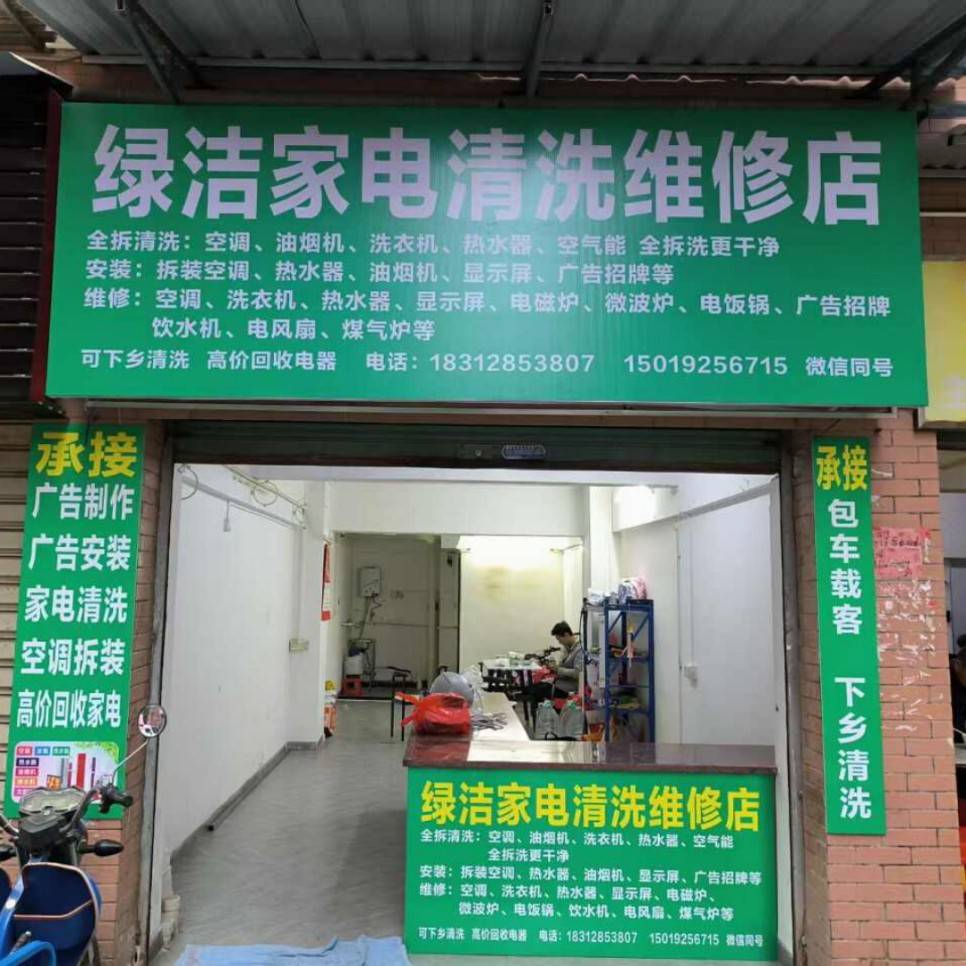 绿洁家电清洗维修店
全拆清洗：空调、油烟机、洗衣机、热水器、空气能 全拆洗更干净
安装：拆装空调、热水器、油烟机、显示屏、广告招牌等
维修：空调、洗衣机、热水器、显示屏、电磁炉、微波炉、电饭锅、广告招牌
饮水机、电风扇、煤气炉等
可下乡清洗 高价回收电器 电话：18312853807 15019256715 微信同号
承接
广告制作
广告安装
家电清洗
空调拆装
高价回收家电
承接
包车载客 下乡清洗
绿洁家电清洗维修店
全拆清洗：空调、油烟机、洗衣机、热水器、空气能
全拆洗更干净
安装：拆装空调、热水器、油烟机、显示屏、广告招牌等
维修：空调、洗衣机、热水器、显示屏、电磁炉、
微波炉、电饭锅、饮水机、电风扇、煤气炉等
可下乡清洗 高价回收电器 电话：18312853807 15019256715 微信同号